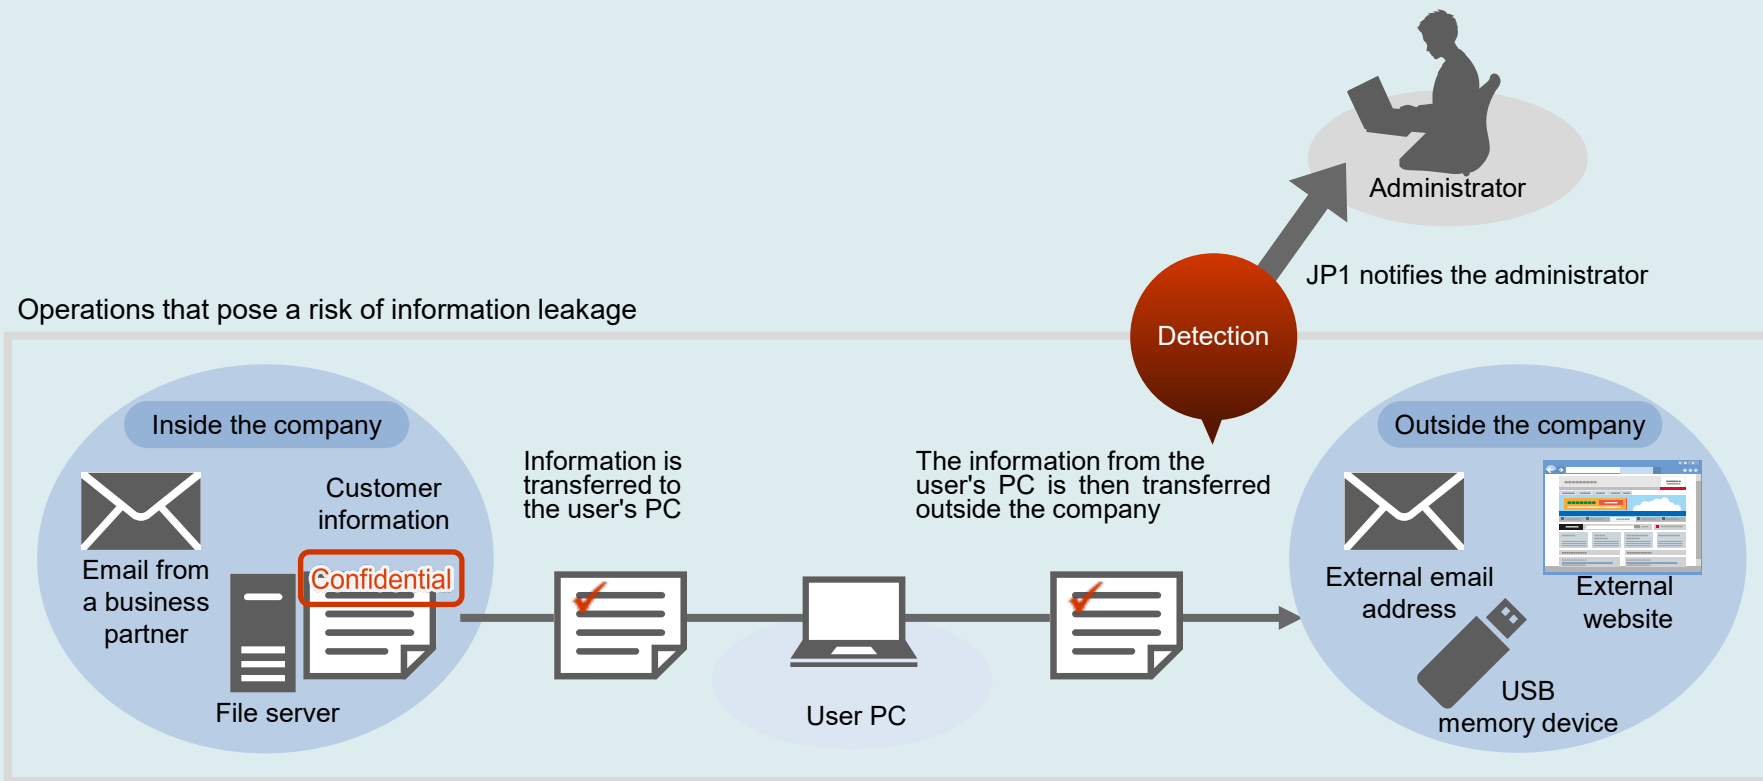 Administrator
JP1 notifies the administrator
Operations that pose a risk of information leakage
Detection
Inside the company
Email from
a business
partner
Customer
information
Confidential
File server
Information is
transferred to
the user's PC
User PC
The information from the
user's PC is then transferred
outside the company
Outside the company
External email
address
External
website
USB
memory device